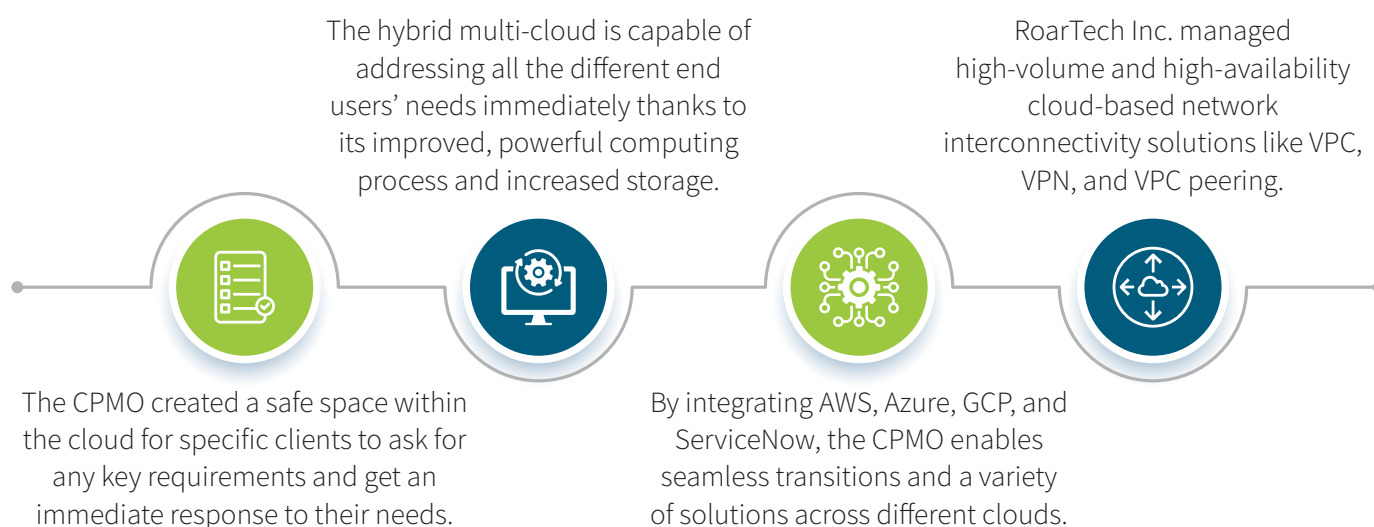 The hybrid multi-cloud is capable of
addressing all the different end
users’ needs immediately thanks to
its improved, powerful computing
process and increased storage.
RoarTech Inc. managed
high-volume and high-availability
cloud-based network
interconnectivity solutions like VPC,
VPN, and VPC peering.
The CPMO created a safe space within
the cloud for specific clients to ask for
any key requirements and get an
immediate response to their needs.
By integrating AWS, Azure, GCP, and
ServiceNow, the CPMO enables
seamless transitions and a variety
of solutions across different clouds.